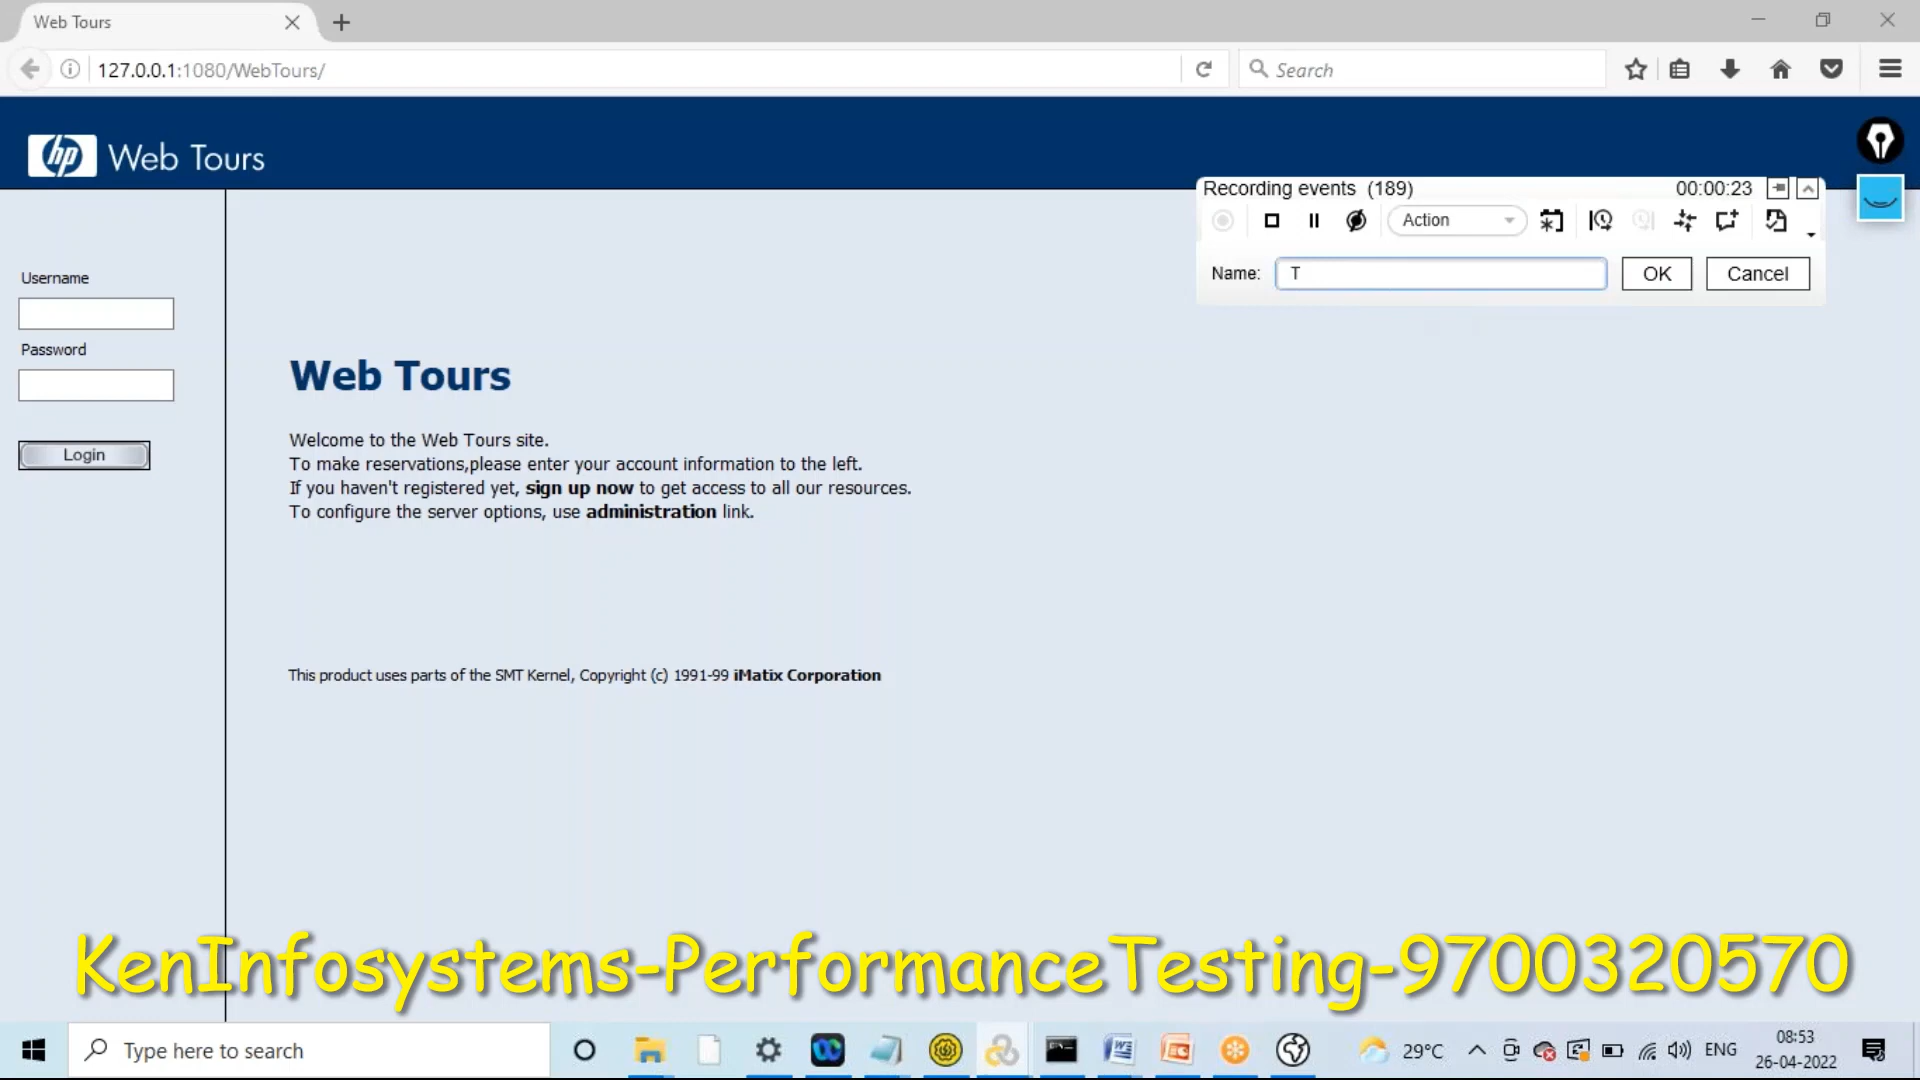 Web Tours
127.0.0.1:1080/WebTours/
Search
hp Web Tours
Recording events (189)
00:00:23
Action
Name: T
OK
Cancel
Username
Password
Login
Web Tours
Welcome to the Web Tours site.
To make reservations,please enter your account information to the left.
If you haven't registered yet, sign up now to get access to all our resources.
To configure the server options, use administration link.
This product uses parts of the SMT Kernel, Copyright (c) 1991-99 iMatix Corporation
KenInfosystems-PerformanceTesting-9700320570
Type here to search
29°C
ENG
08:53
26-04-2022